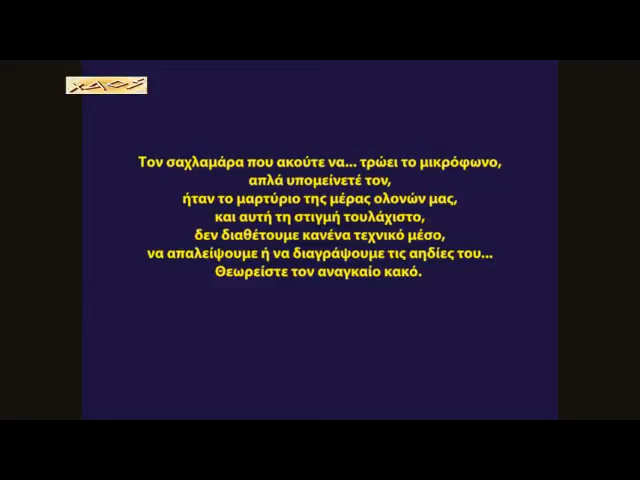 ΧΑΟΣ
Τον σαχλαμάρα που ακούτε να... τρώει το μικρόφωνο,
απλά υπομείνετέ τον,
ήταν το μαρτύριο της μέρας ολονών μας,
και αυτή τη στιγμή τουλάχιστο,
δεν διαθέτουμε κανένα τεχνικό μέσο,
να απαλείψουμε ή να διαγράψουμε τις αηδίες του...
Θεωρείστε τον αναγκαίο κακό.